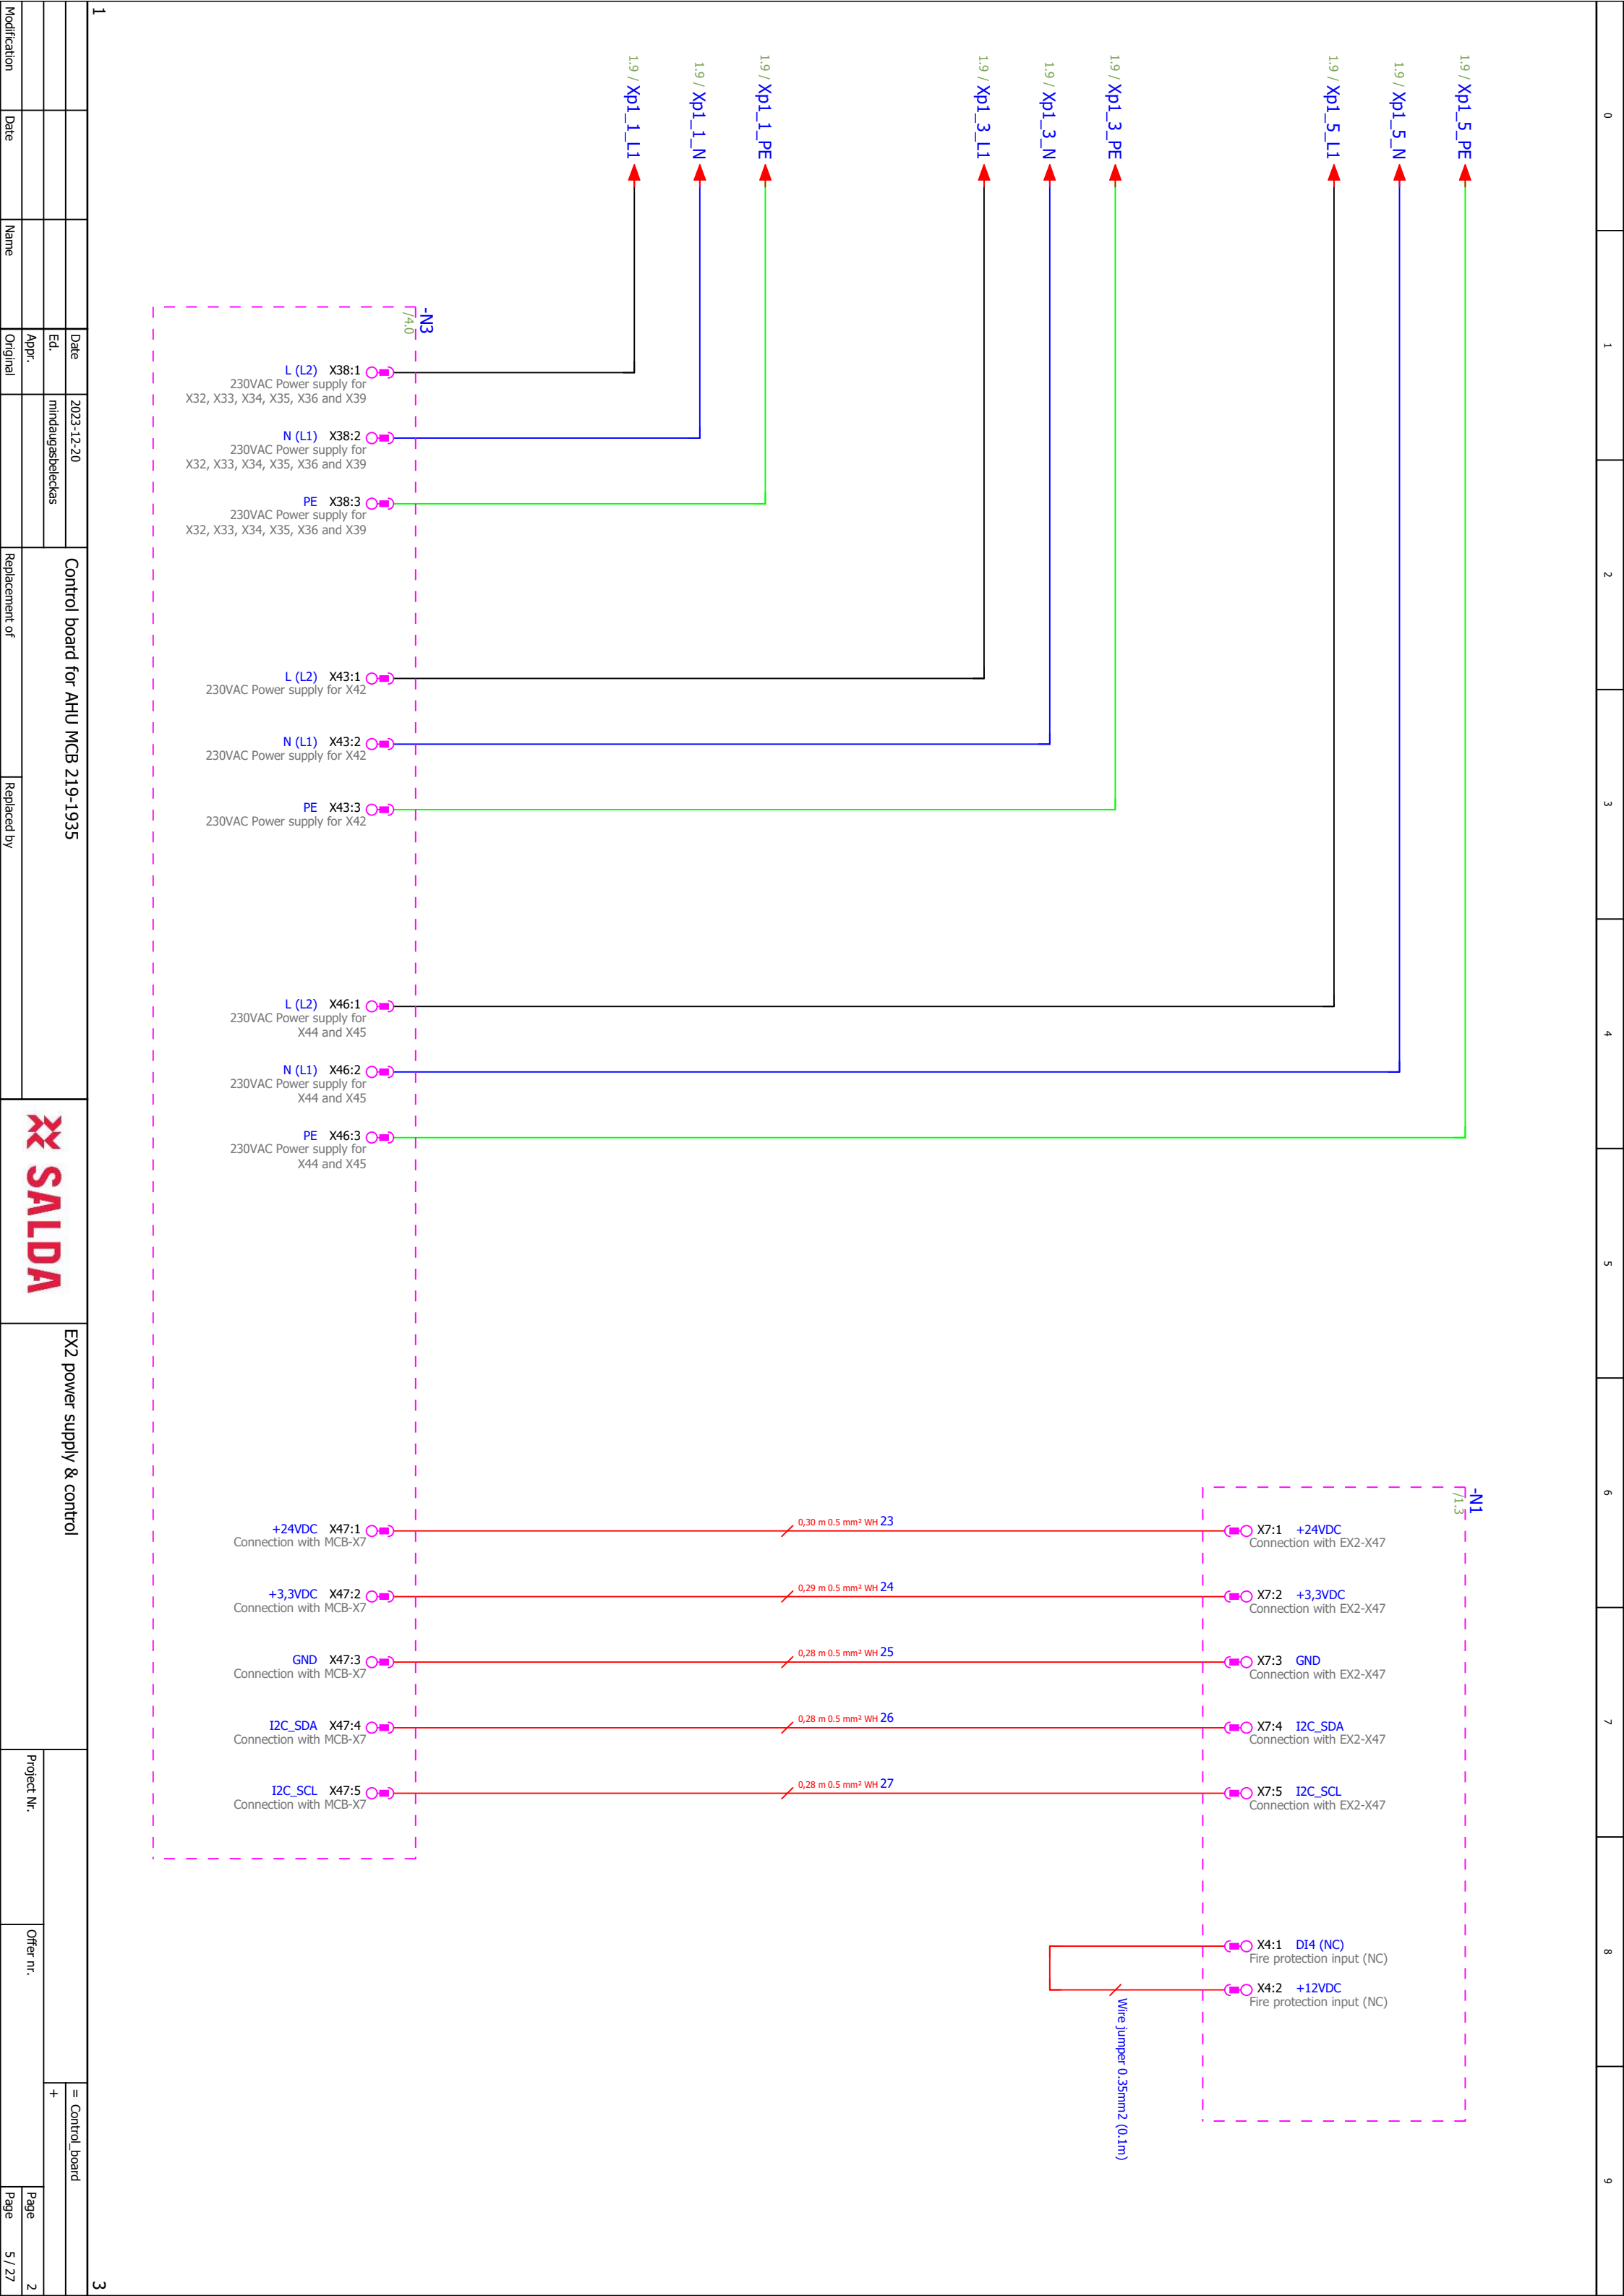 0
1
2
3
4
5
6
7
8
9
1.9 / Xp1_5_PE
1.9 / Xp1_5_N
1.9 / Xp1_5_L1
1.9 / Xp1_3_PE
1.9 / Xp1_3_N
1.9 / Xp1_3_L1
1.9 / Xp1_1_PE
1.9 / Xp1_1_N
1.9 / Xp1_1_L1
-N3
/4.0
L (L2) X38:1
230VAC Power supply for
X32, X33, X34, X35, X36 and X39
N (L1) X38:2
230VAC Power supply for
X32, X33, X34, X35, X36 and X39
PE X38:3
230VAC Power supply for
X32, X33, X34, X35, X36 and X39
L (L2) X43:1
230VAC Power supply for X42
N (L1) X43:2
230VAC Power supply for X42
PE X43:3
230VAC Power supply for X42
L (L2) X46:1
230VAC Power supply for
X44 and X45
N (L1) X46:2
230VAC Power supply for
X44 and X45
PE X46:3
230VAC Power supply for
X44 and X45
+24VDC X47:1
Connection with MCB-X7
+3,3VDC X47:2
Connection with MCB-X7
GND X47:3
Connection with MCB-X7
I2C_SDA X47:4
Connection with MCB-X7
I2C_SCL X47:5
Connection with MCB-X7
0,30 m 0.5 mm² WH 23
0,29 m 0.5 mm² WH 24
0,28 m 0.5 mm² WH 25
0,28 m 0.5 mm² WH 26
0,28 m 0.5 mm² WH 27
-N1
/1.3
X7:1 +24VDC
Connection with EX2-X47
X7:2 +3,3VDC
Connection with EX2-X47
X7:3 GND
Connection with EX2-X47
X7:4 I2C_SDA
Connection with EX2-X47
X7:5 I2C_SCL
Connection with EX2-X47
X4:1 DI4 (NC)
Fire protection input (NC)
X4:2 +12VDC
Fire protection input (NC)
Wire jumper 0.35mm2 (0.1m)
1
3
Modification
Date
Name
Date 2023-12-20
Ed. mindaugasbeleckas
Appr.
Original
Control board for AHU MCB 219-1935
Replacement of
Replaced by
SALDA
EX2 power supply & control
Project Nr.
Offer nr.
= Control_board
+
Page 2
Page 5 / 27